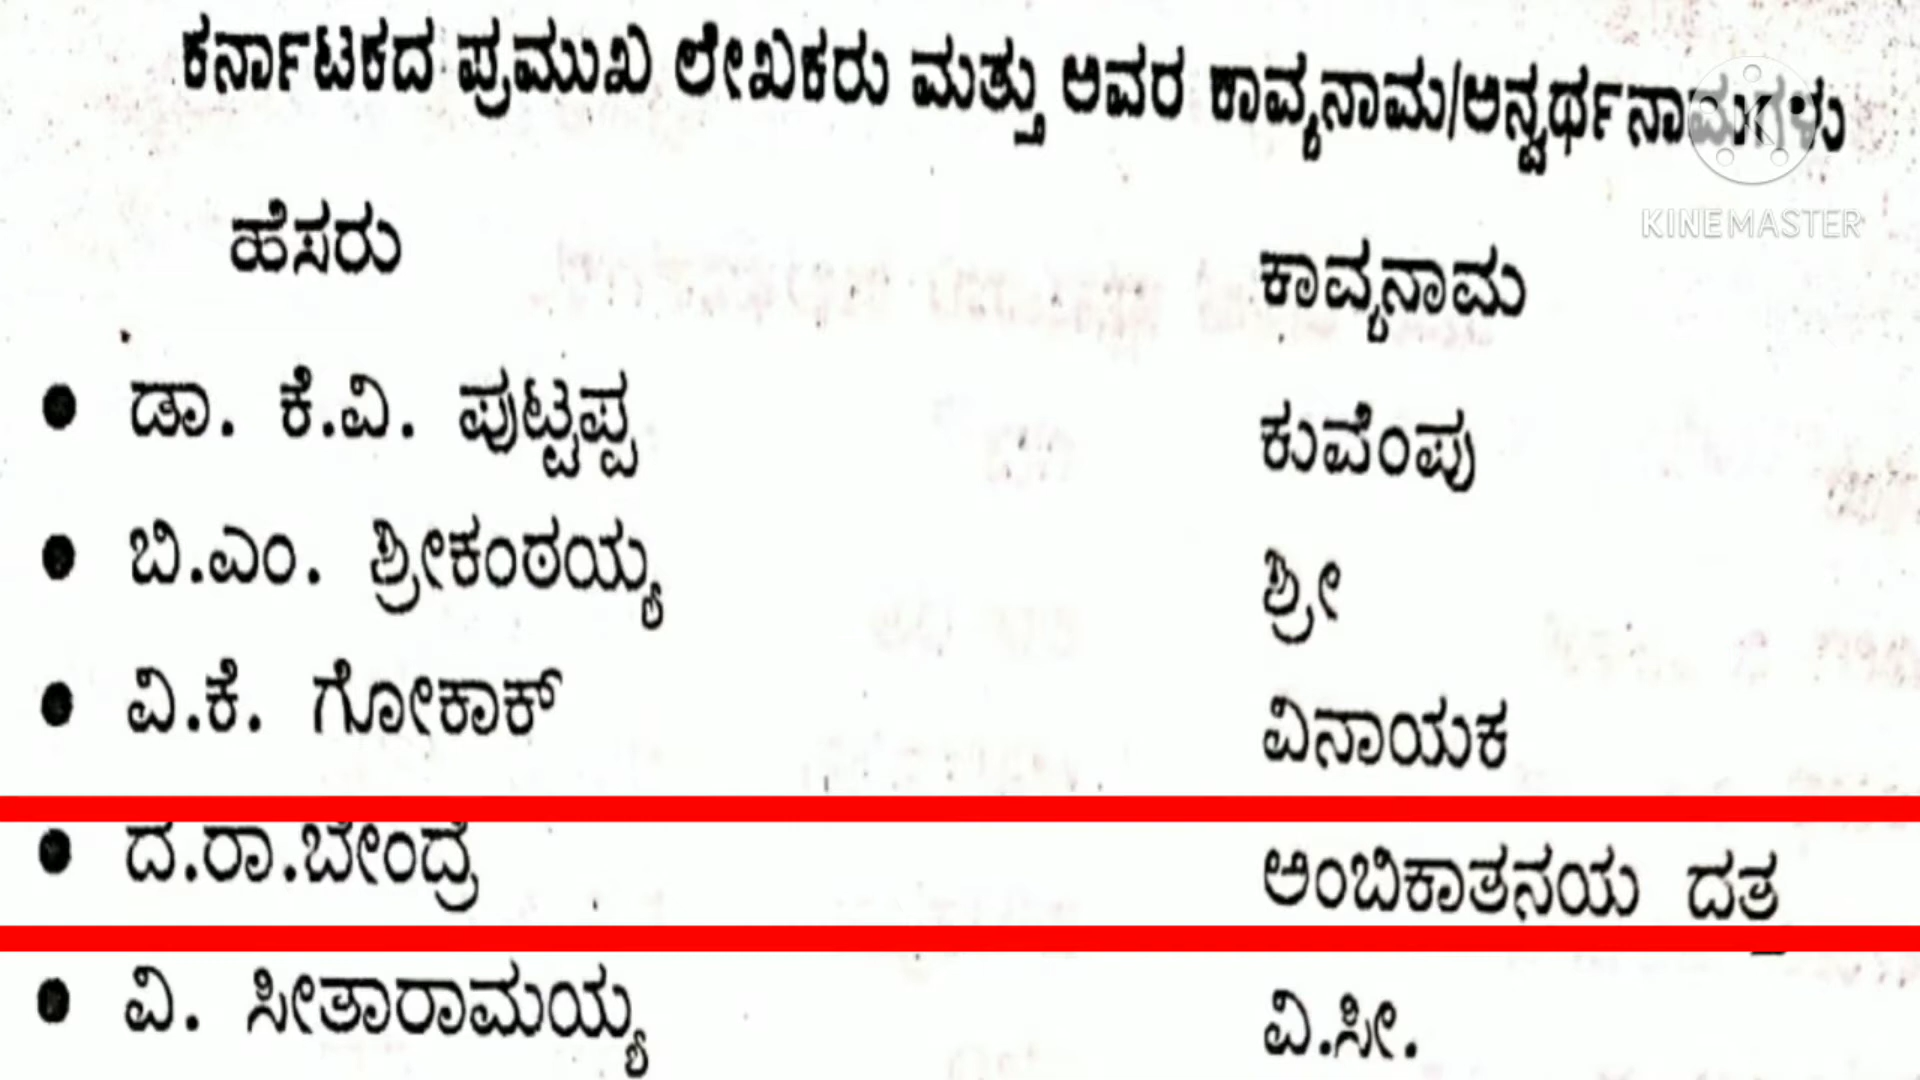 ಕರ್ನಾಟಕದ ಪ್ರಮುಖ ಲೇಖಕರು ಮತ್ತು ಅವರ ಕಾವ್ಯನಾಮ/ಅನ್ವರ್ಥನಾಮಗಳು
KINEMASTER
ಹೆಸರು ಕಾವ್ಯನಾಮ
• ಡಾ. ಕೆ.ವಿ. ಪುಟ್ಟಪ್ಪ ಕುವೆಂಪು
• ಬಿ.ಎಂ. ಶ್ರೀಕಂಠಯ್ಯ ಶ್ರೀ
• ವಿ.ಕೆ. ಗೋಕಾಕ್ ವಿನಾಯಕ
• ದ.ರಾ.ಬೇಂದ್ರೆ ಅಂಬಿಕಾತನಯ ದತ್ತ
• ವಿ. ಸೀತಾರಾಮಯ್ಯ ವಿ.ಸೀ.